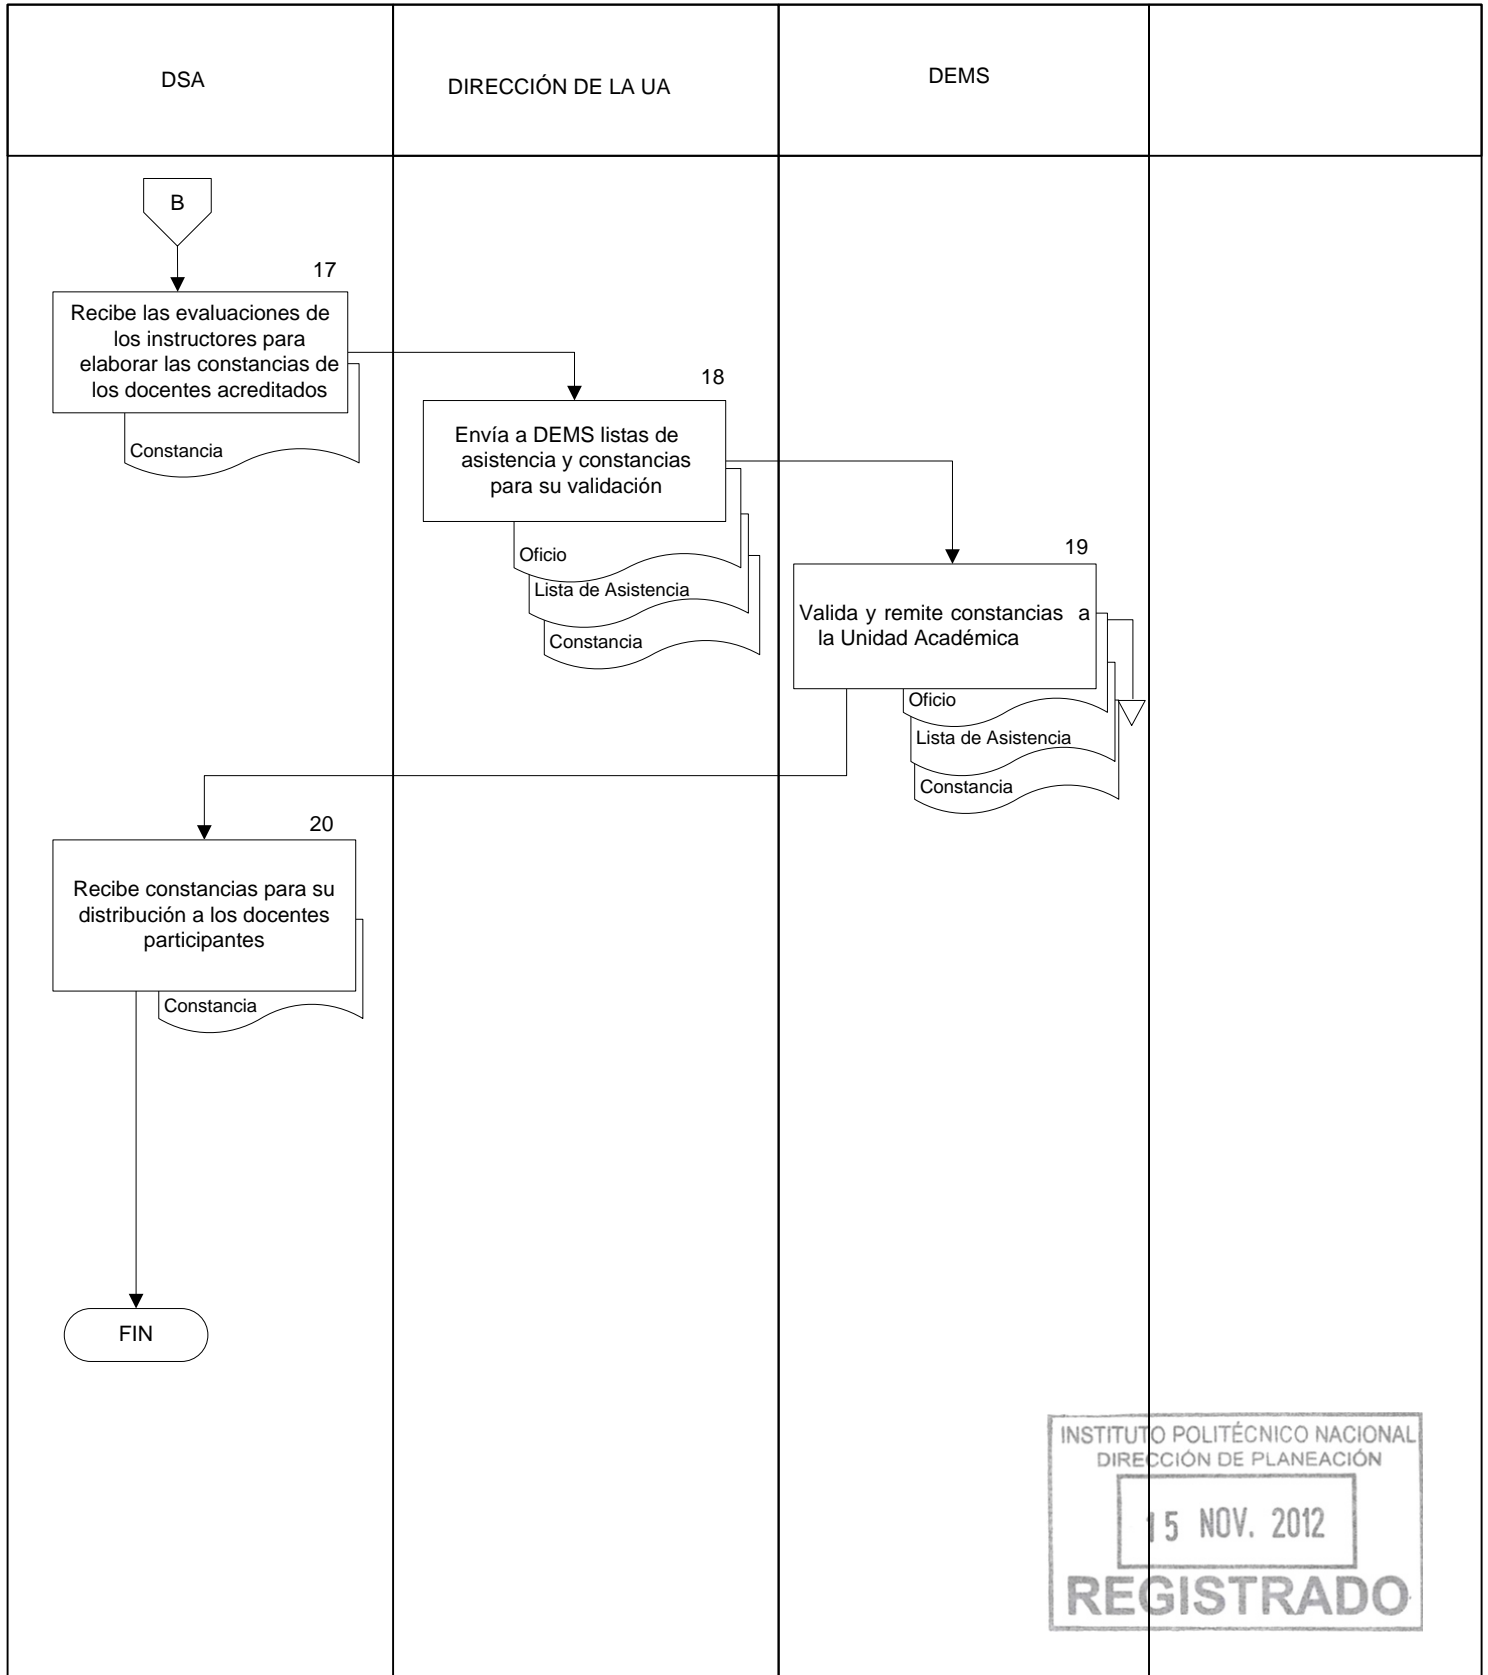 DSA
DIRECCIÓN DE LA UA
DEMS
B
17
Recibe las evaluaciones de
los instructores para
elaborar las constancias de
los docentes acreditados
Constancia
18
Envía a DEMS listas de
asistencia y constancias
para su validación
Oficio
Lista de Asistencia
Constancia
19
Valida y remite constancias a
la Unidad Académica
Oficio
Lista de Asistencia
Constancia
20
Recibe constancias para su
distribución a los docentes
participantes
Constancia
FIN
INSTITUTO POLITÉCNICO NACIONAL
DIRECCIÓN DE PLANEACIÓN
15 NOV. 2012
REGISTRADO